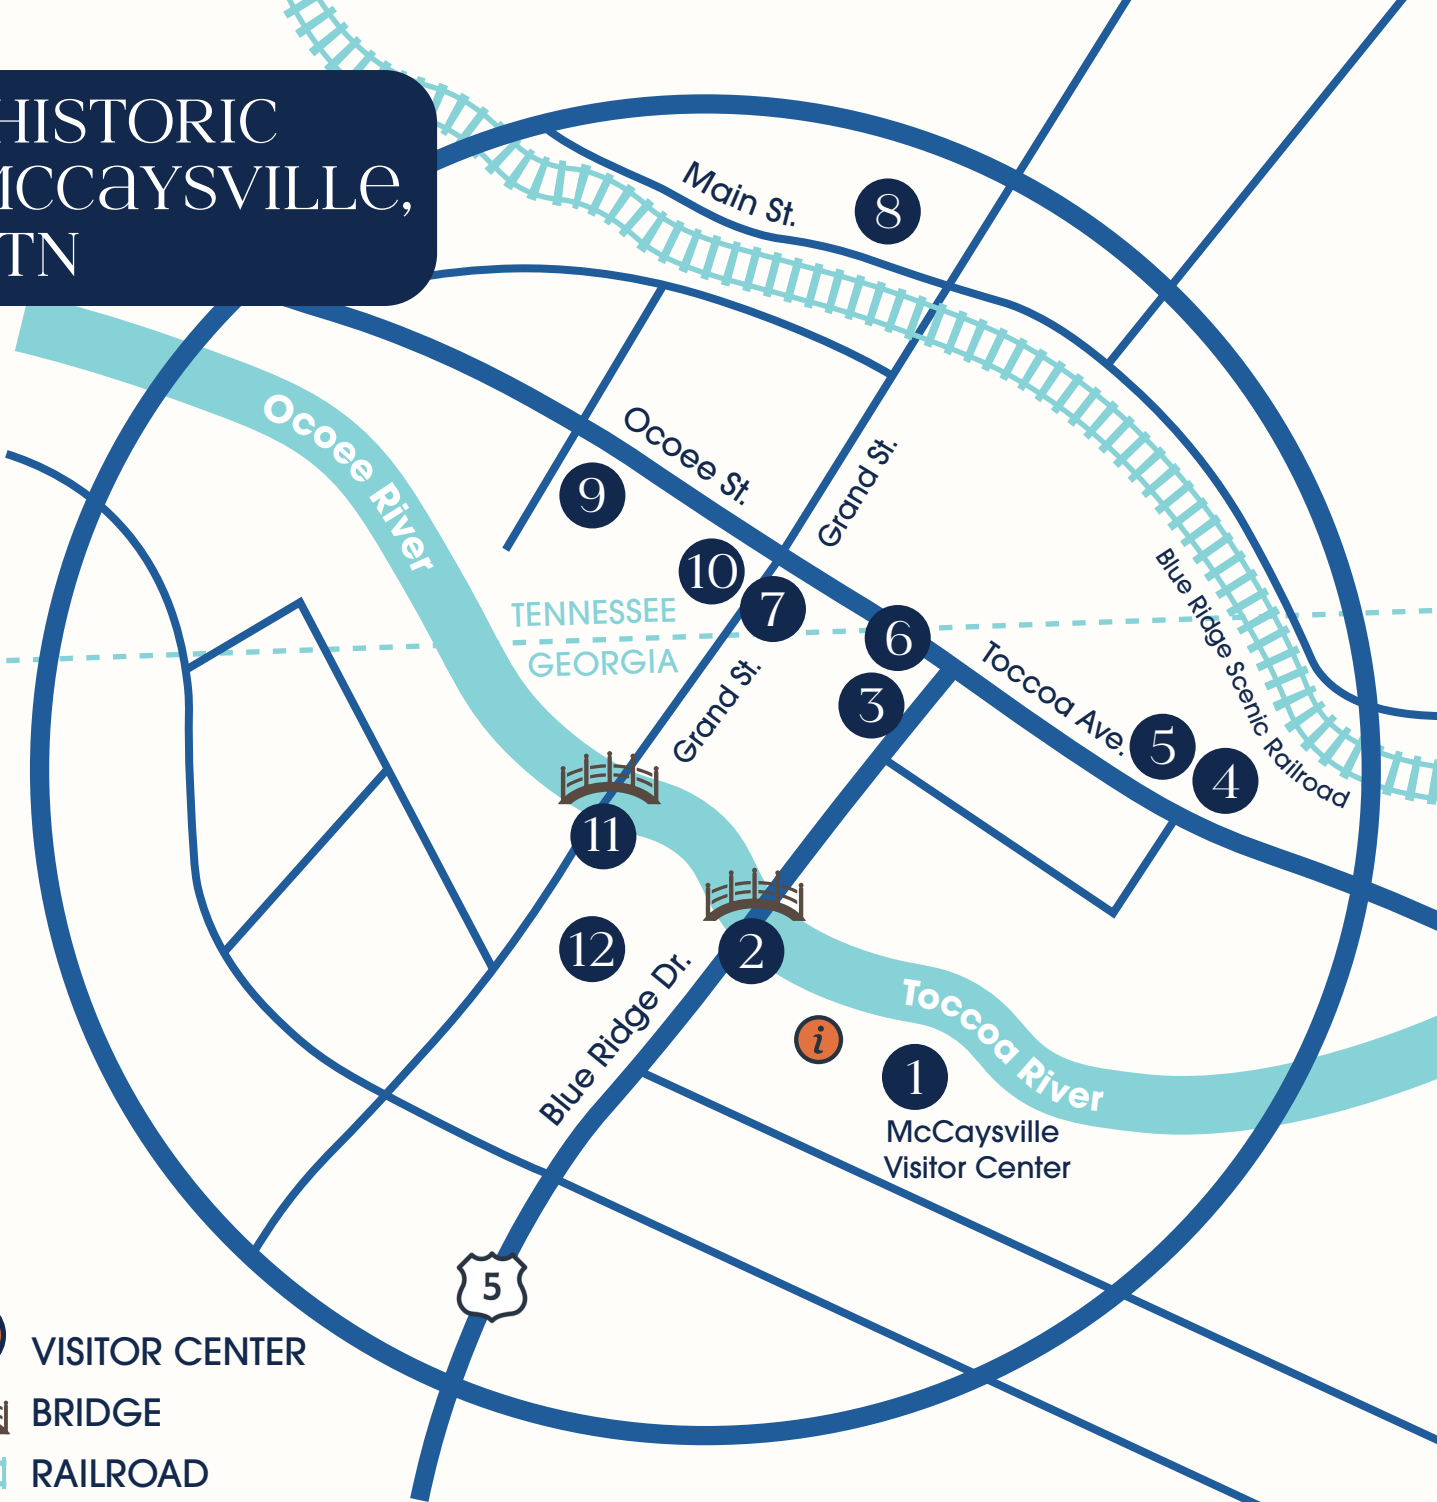 HISTORIC
MCCaYSVILLe,
TN
Main St.
8
Ocoee River
Ocoee St.
Grand St.
9
10
7
TENNESSEE
GEORGIA
6
3
Toccoa Ave.
5
4
Blue Ridge Scenic Railroad
Grand St.
11
12
2
Blue Ridge Dr.
Toccoa River
i
1
McCaysville
Visitor Center
5
VISITOR CENTER
BRIDGE
RAILROAD